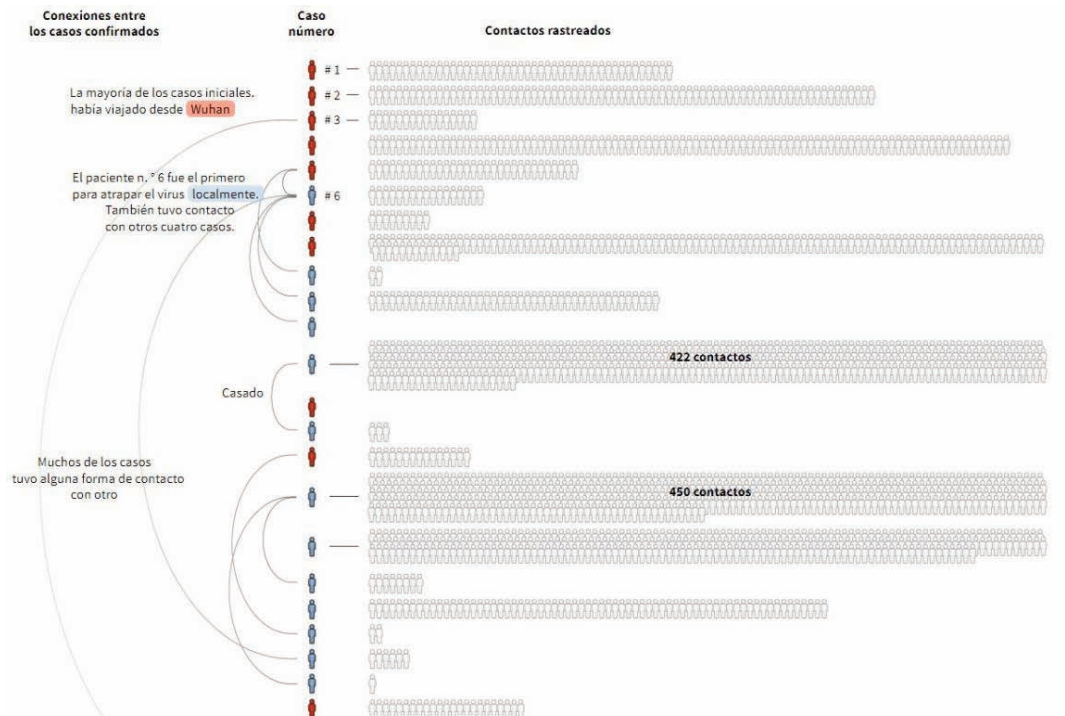 Conexiones entre
los casos confirmados
Caso
número
Contactos rastreados
# 1
La mayoría de los casos iniciales.
había viajado desde Wuhan
# 2
# 3
El paciente n. ° 6 fue el primero
para atrapar el virus localmente.
También tuvo contacto
con otros cuatro casos.
# 6
422 contactos
Casado
Muchos de los casos
tuvo alguna forma de contacto
con otro
450 contactos